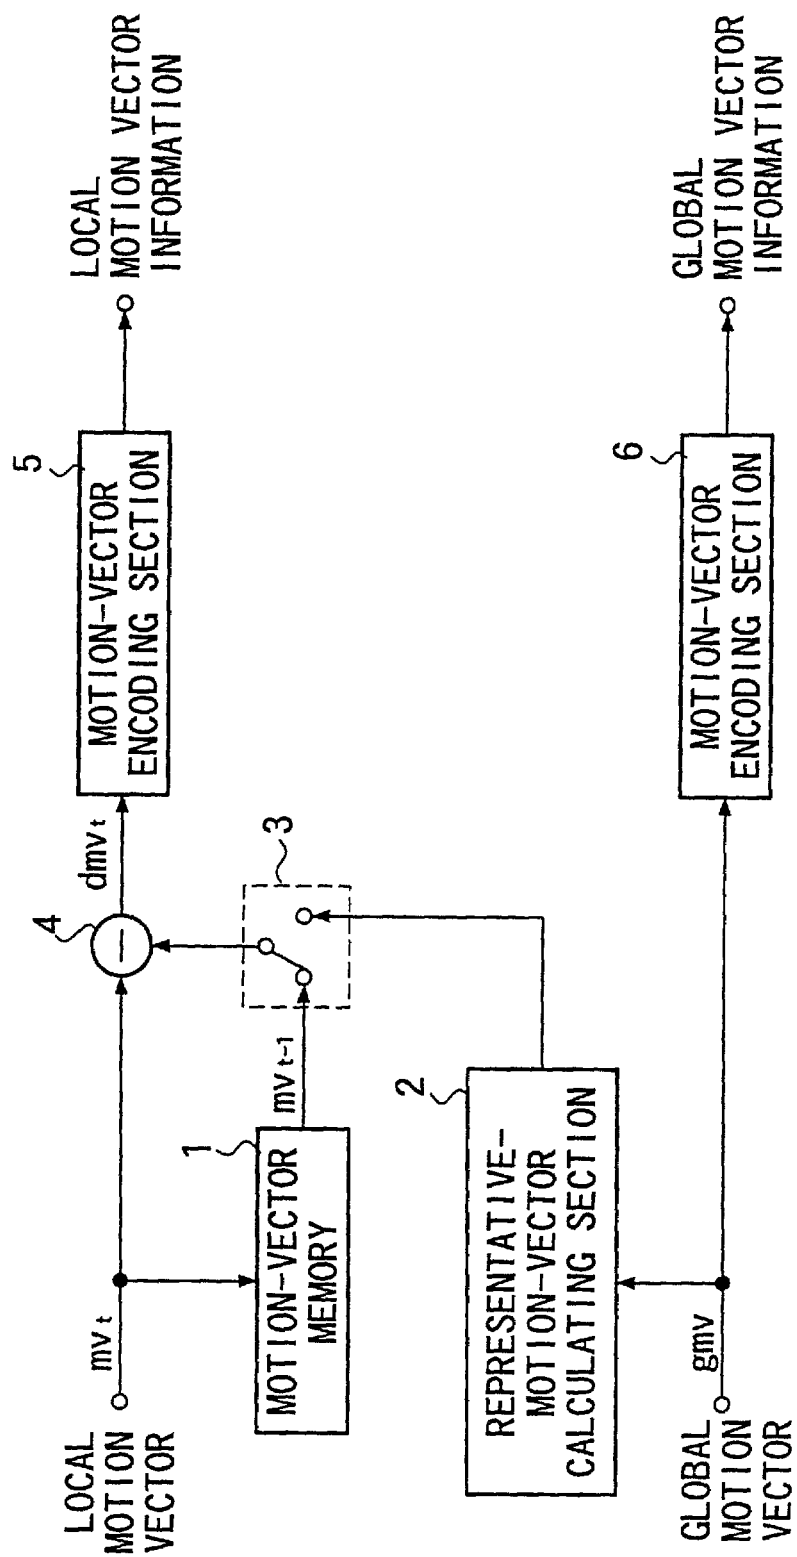 LOCAL
MOTION
VECTOR
mvt
4
dmvt
5
MOTION-VECTOR
ENCODING SECTION
LOCAL
MOTION VECTOR
INFORMATION
1
MOTION-VECTOR
MEMORY
mvt-1
3
2
REPRESENTATIVE-
MOTION-VECTOR
CALCULATING SECTION
GLOBAL
MOTION
VECTOR
gmv
6
MOTION-VECTOR
ENCODING SECTION
GLOBAL
MOTION VECTOR
INFORMATION